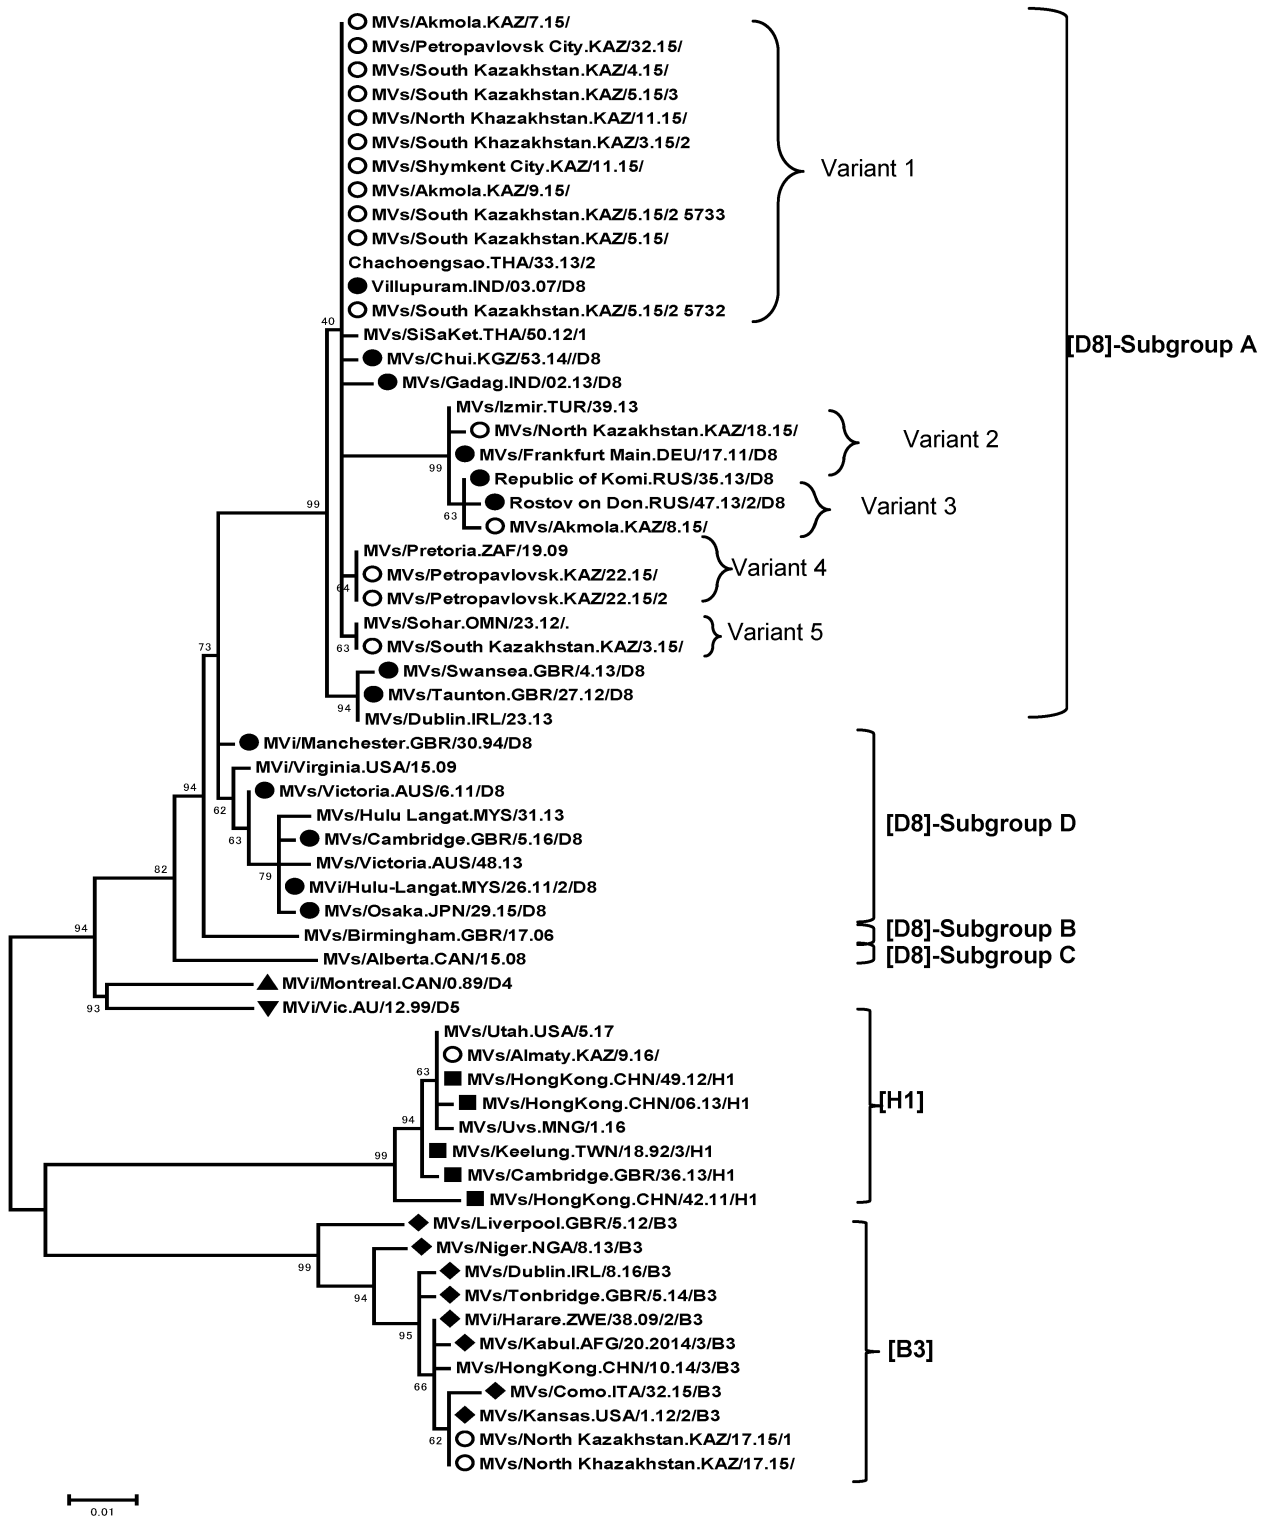 MVs/Akmola.KAZ/7.15/
MVs/Petropavlovsk City.KAZ/32.15/
MVs/South Kazakhstan.KAZ/4.15/
MVs/South Kazakhstan.KAZ/5.15/3
MVs/North Khazakhstan.KAZ/11.15/
MVs/South Khazakhstan.KAZ/3.15/2
MVs/Shymkent City.KAZ/11.15/
Variant 1
MVs/Akmola.KAZ/9.15/
MVs/South Kazakhstan.KAZ/5.15/2 5733
MVs/South Kazakhstan.KAZ/5.15/
Chachoengsao.THA/33.13/2
Villupuram.IND/03.07/D8
MVs/South Kazakhstan.KAZ/5.15/2 5732
40
MVs/SiSaKet.THA/50.12/1
[D8]-Subgroup A
MVs/Chui.KGZ/53.14//D8
MVs/Gadag.IND/02.13/D8
MVs/Izmir.TUR/39.13
MVs/North Kazakhstan.KAZ/18.15/
Variant 2
MVs/Frankfurt Main.DEU/17.11/D8
99
Republic of Komi.RUS/35.13/D8
99
Rostov on Don.RUS/47.13/2/D8
Variant 3
63
MVs/Akmola.KAZ/8.15/
MVs/Pretoria.ZAF/19.09
Variant 4
MVs/Petropavlovsk.KAZ/22.15/
64
MVs/Petropavlovsk.KAZ/22.15/2
MVs/Sohar.OMN/23.12/.
Variant 5
73
63
MVs/South Kazakhstan.KAZ/3.15/
MVs/Swansea.GBR/4.13/D8
MVs/Taunton.GBR/27.12/D8
94
MVs/Dublin.IRL/23.13
MVi/Manchester.GBR/30.94/D8
MVi/Virginia.USA/15.09
94
MVs/Victoria.AUS/6.11/D8
62
MVs/Hulu Langat.MYS/31.13
[D8]-Subgroup D
63
MVs/Cambridge.GBR/5.16/D8
MVs/Victoria.AUS/48.13
82
79
MVi/Hulu-Langat.MYS/26.11/2/D8
MVs/Osaka.JPN/29.15/D8
94
MVs/Birmingham.GBR/17.06
[D8]-Subgroup B
MVs/Alberta.CAN/15.08
[D8]-Subgroup C
MVi/Montreal.CAN/0.89/D4
93
MVi/Vic.AU/12.99/D5
MVs/Utah.USA/5.17
MVs/Almaty.KAZ/9.16/
63
MVs/HongKong.CHN/49.12/H1
MVs/HongKong.CHN/06.13/H1
[H1]
94
MVs/Uvs.MNG/1.16
99
MVs/Keelung.TWN/18.92/3/H1
MVs/Cambridge.GBR/36.13/H1
MVs/HongKong.CHN/42.11/H1
MVs/Liverpool.GBR/5.12/B3
MVs/Niger.NGA/8.13/B3
99
MVs/Dublin.IRL/8.16/B3
94
MVs/Tonbridge.GBR/5.14/B3
MVi/Harare.ZWE/38.09/2/B3
95
MVs/Kabul.AFG/20.2014/3/B3
[B3]
MVs/HongKong.CHN/10.14/3/B3
66
MVs/Como.ITA/32.15/B3
MVs/Kansas.USA/1.12/2/B3
62
MVs/North Kazakhstan.KAZ/17.15/1
MVs/North Khazakhstan.KAZ/17.15/
0.01